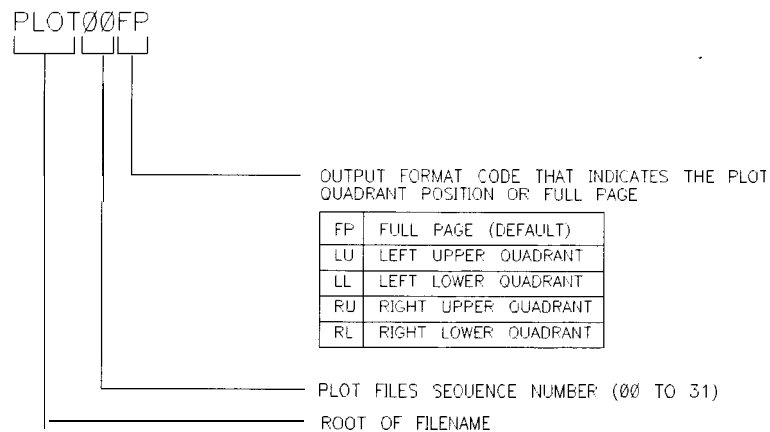 PLOTØØFP
OUTPUT FORMAT CODE THAT INDICATES THE PLOT
QUADRANT POSITION OR FULL PAGE
FP FULL PAGE (DEFAULT)
LU LEFT UPPER QUADRANT
LL LEFT LOWER QUADRANT
RU RIGHT UPPER QUADRANT
RL RIGHT LOWER QUADRANT
PLOT FILES SEQUENCE NUMBER (ØØ TO 31)
ROOT OF FILENAME